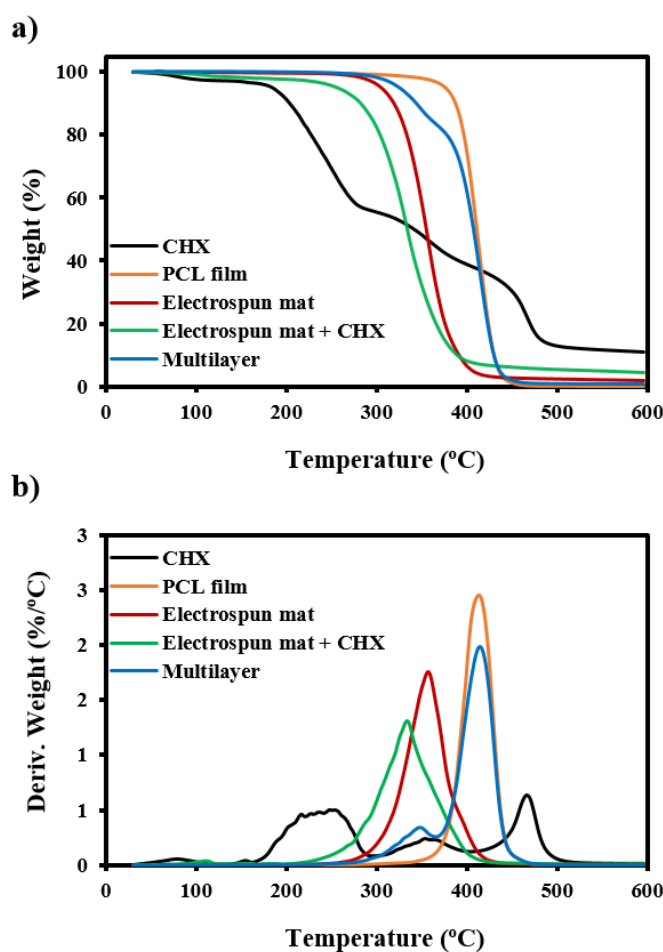 a)
100
80
60
40
20
0
Weight (%)
CHX
PCL film
Electrospun mat
Electrospun mat + CHX
Multilayer
0 100 200 300 400 500 600
Temperature (ºC)
b)
3
3
2
2
1
1
0
Deriv. Weight (%/ºC)
CHX
PCL film
Electrospun mat
Electrospun mat + CHX
Multilayer
0 100 200 300 400 500 600
Temperature (ºC)